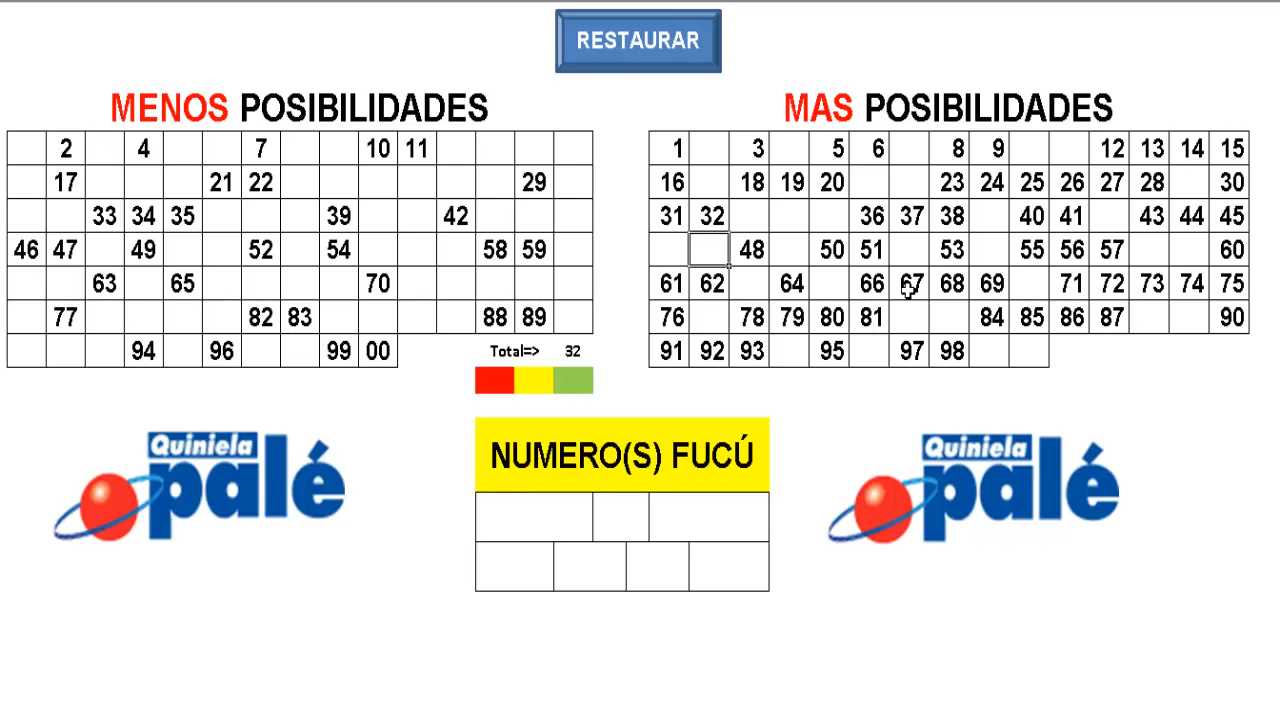 RESTAURAR
MENOS POSIBILIDADES
2 4 7 10 11
17 21 22 29
33 34 35 39 42
46 47 49 52 54 58 59
63 65 70
77 82 83 88 89
94 96 99 00
Total=> 32
MAS POSIBILIDADES
1 3 5 6 8 9 12 13 14 15
16 18 19 20 23 24 25 26 27 28 30
31 32 36 37 38 40 41 43 44 45
48 50 51 53 55 56 57 60
61 62 64 66 67 68 69 71 72 73 74 75
76 78 79 80 81 84 85 86 87 90
91 92 93 95 97 98
Quiniela
palé
NUMERO(S) FUCÚ
Quiniela
palé